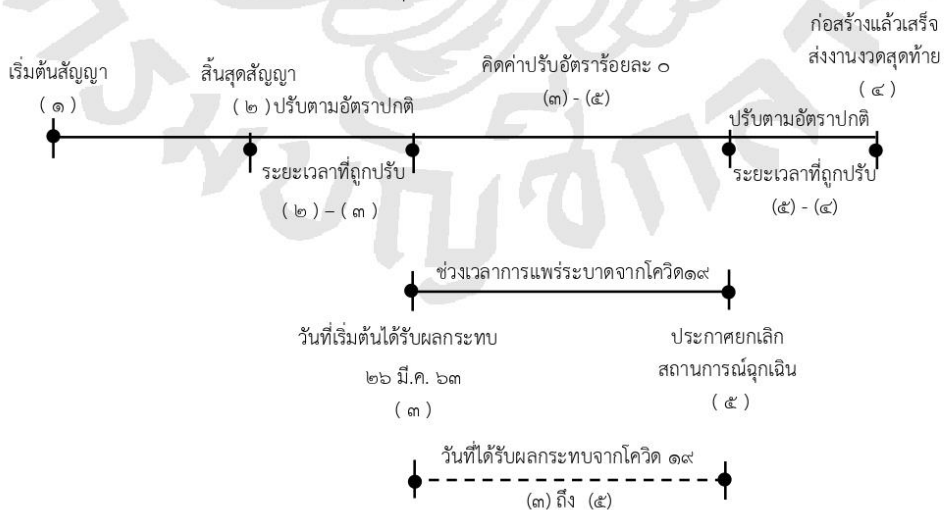 ก่อสร้างแล้วเสร็จ
ส่งงานงวดสุดท้าย
( ๔ )
เริ่มต้นสัญญา
( ๑ )
สิ้นสุดสัญญา
( ๒ ) ปรับตามอัตราปกติ
คิดค่าปรับอัตราร้อยละ ๐
(๓) - (๕)
ปรับตามอัตราปกติ
ระยะเวลาที่ถูกปรับ
( ๒ ) – ( ๓ )
ระยะเวลาที่ถูกปรับ
(๕) - (๔)
ช่วงเวลาการแพร่ระบาดจากโควิด๑๙
วันที่เริ่มต้นได้รับผลกระทบ
๒๖ มี.ค. ๖๓
( ๓ )
ประกาศยกเลิก
สถานการณ์ฉุกเฉิน
( ๕ )
วันที่ได้รับผลกระทบจากโควิด ๑๙
(๓) ถึง (๕)
กรมบัญชีกลาง